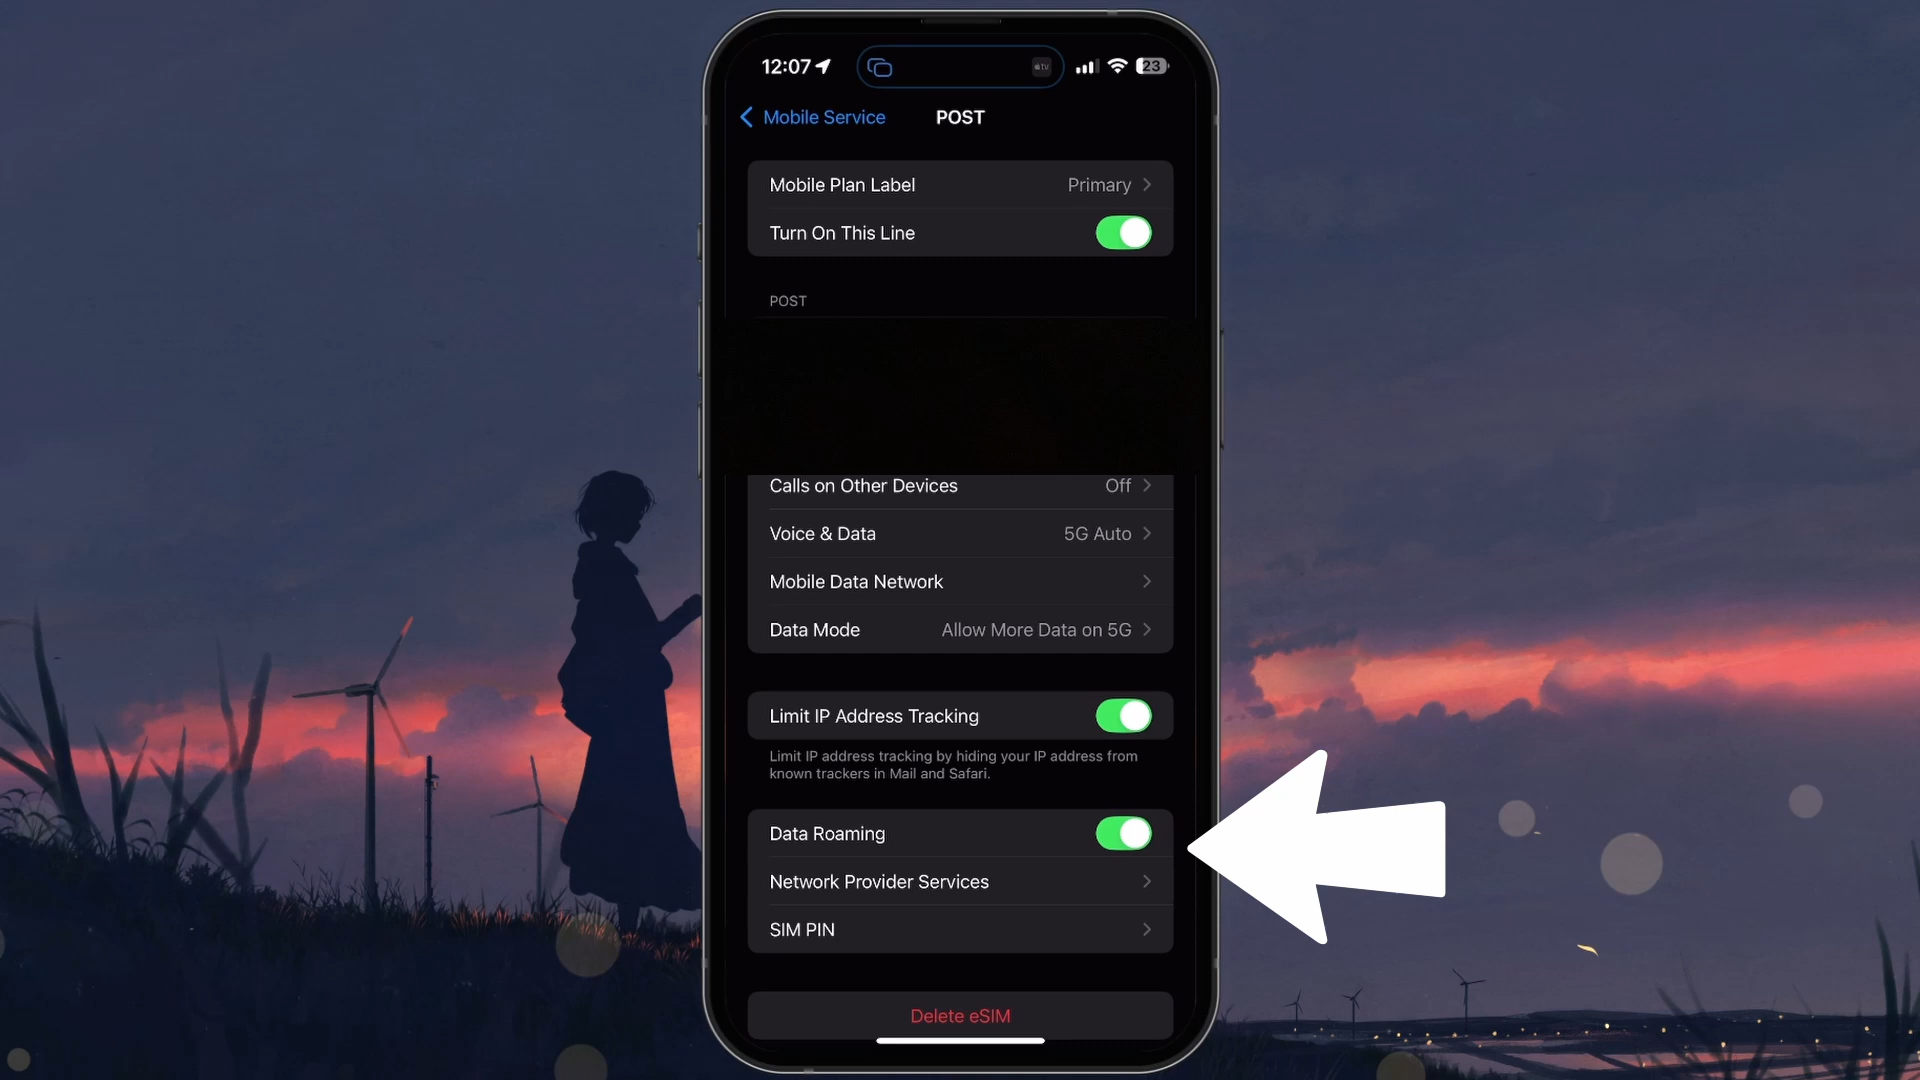 12:07
tv
23
Mobile Service
POST
Mobile Plan Label
Primary
Turn On This Line
POST
Calls on Other Devices
Off
Voice & Data
5G Auto
Mobile Data Network
Data Mode
Allow More Data on 5G
Limit IP Address Tracking
Limit IP address tracking by hiding your IP address from
known trackers in Mail and Safari.
Data Roaming
Network Provider Services
SIM PIN
Delete eSIM